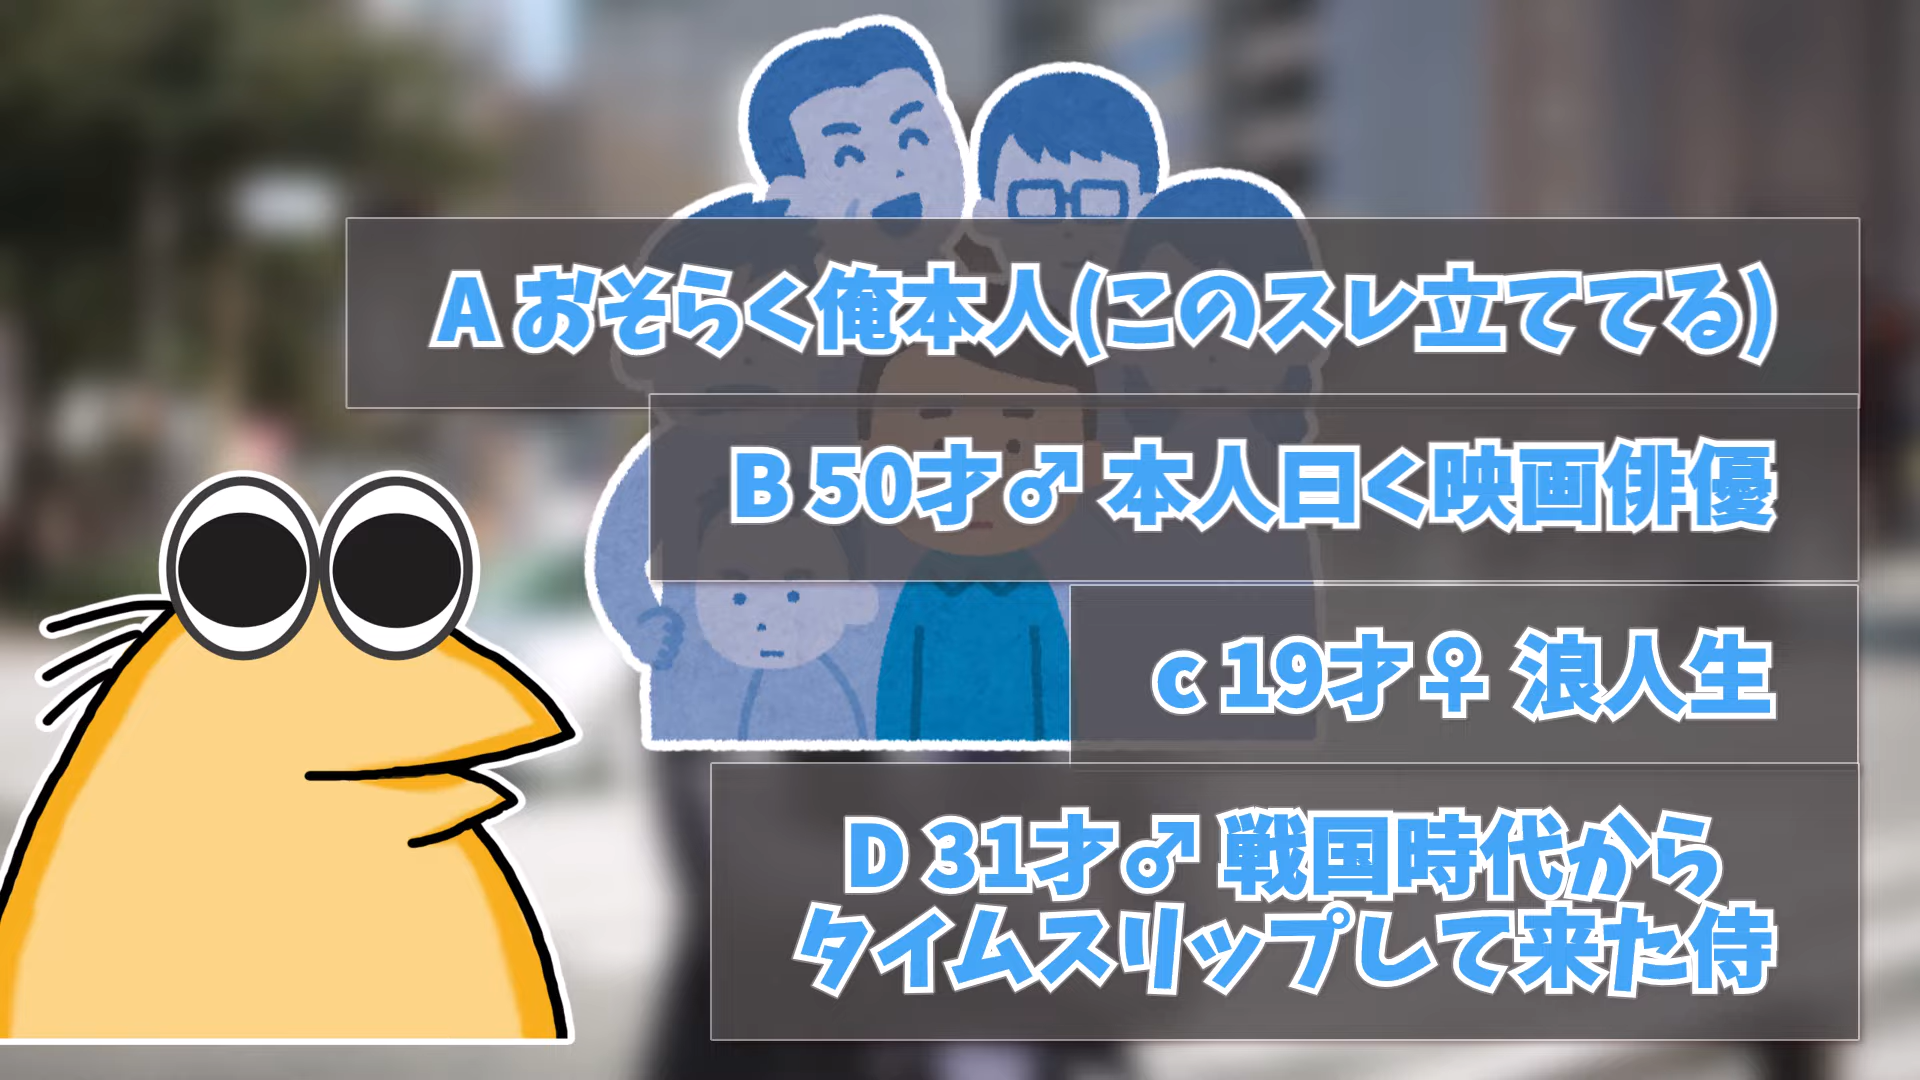 A おそらく俺本人(このスレ立ててる)
B 50才♂ 本人曰く映画俳優
c 19才♀ 浪人生
D 31才♂ 戦国時代から
タイムスリップして来た侍